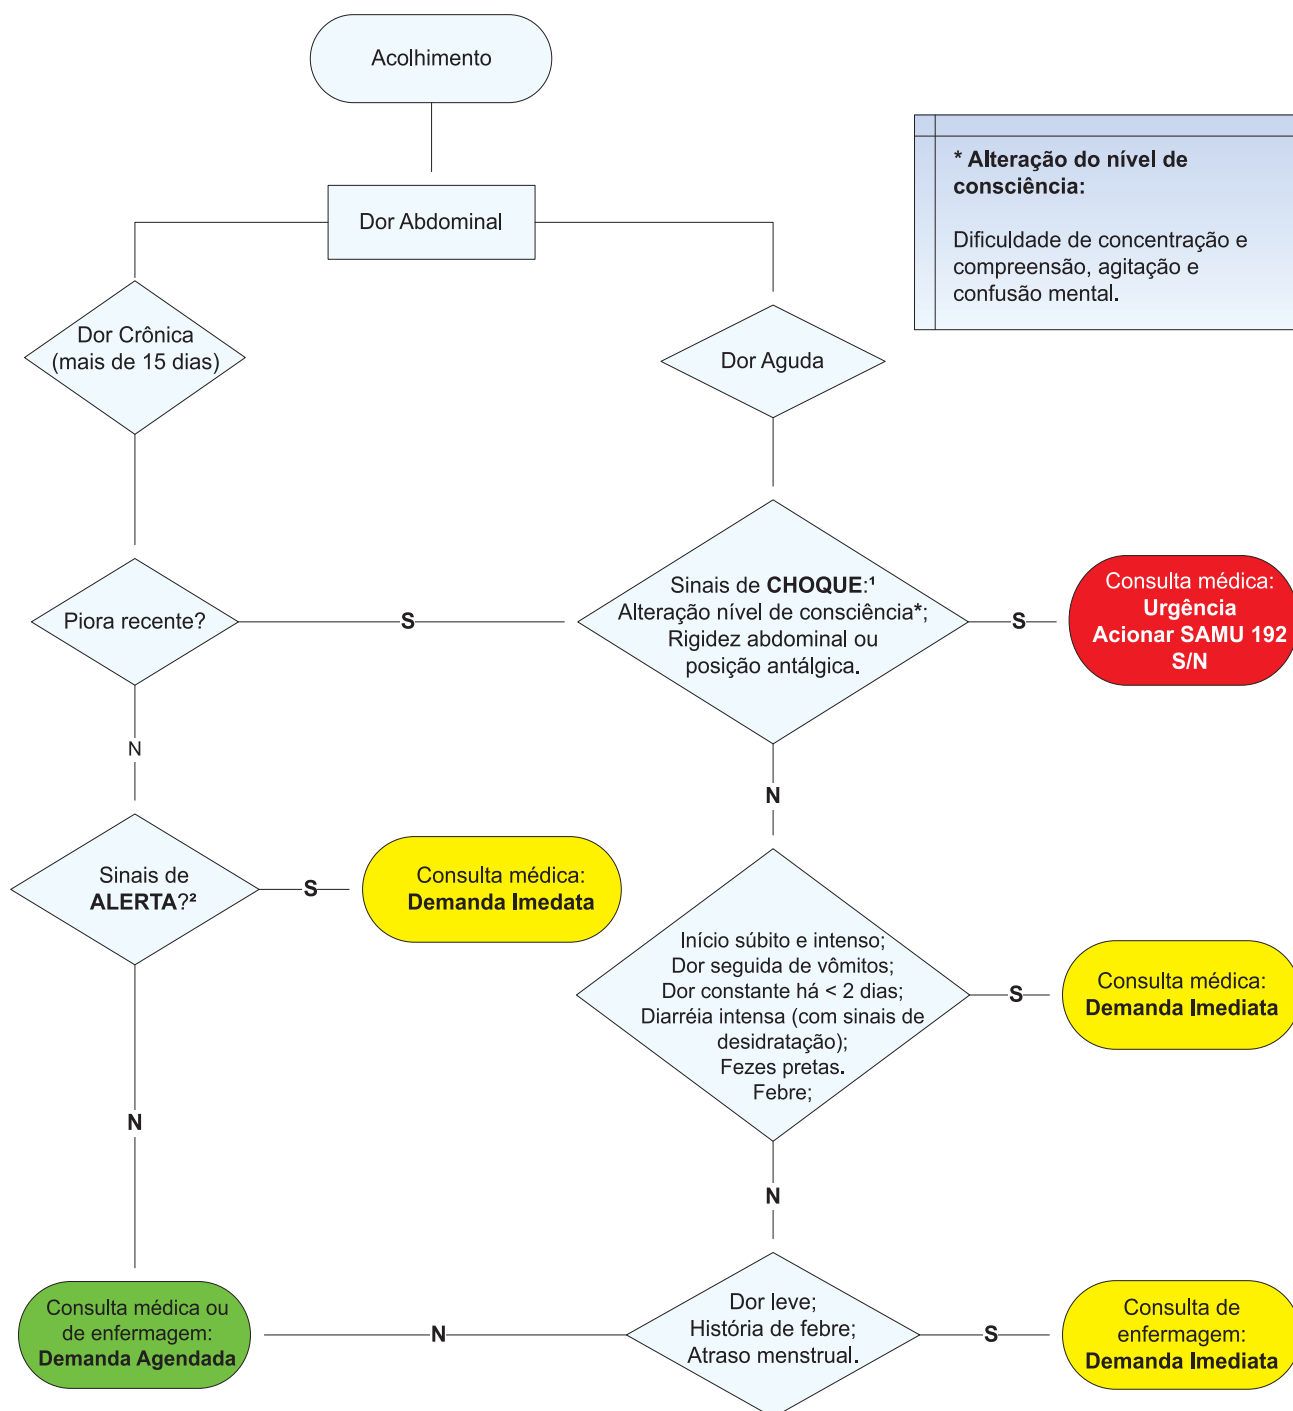 Acolhimento
* Alteração do nível de
consciência:
Dificuldade de concentração e
compreensão, agitação e
confusão mental.
Dor Abdominal
Dor Crônica
(mais de 15 dias)
Dor Aguda
Piora recente?
S
Sinais de CHOQUE:¹
Alteração nível de consciência*;
Rigidez abdominal ou
posição antálgica.
S
Consulta médica:
Urgência
Acionar SAMU 192
S/N
N
N
Sinais de
ALERTA?²
S
Consulta médica:
Demanda Imedata
Início súbito e intenso;
Dor seguida de vômitos;
Dor constante há < 2 dias;
Diarréia intensa (com sinais de
desidratação);
Fezes pretas.
Febre;
S
Consulta médica:
Demanda Imediata
N
N
Consulta médica ou
de enfermagem:
Demanda Agendada
N
Dor leve;
História de febre;
Atraso menstrual.
S
Consulta de
enfermagem:
Demanda Imediata